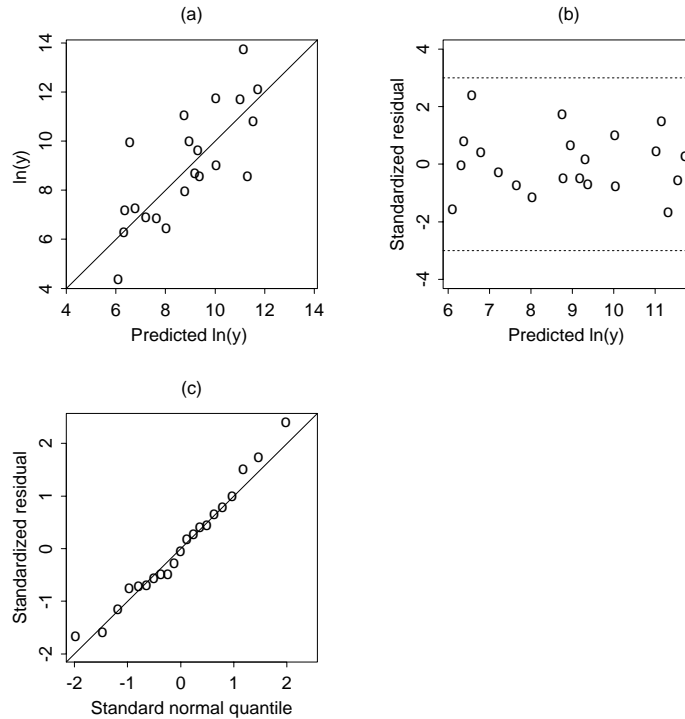 (a)
ln(y)
14
12
10
8
6
4
4 6 8 10 12 14
Predicted ln(y)
(b)
Standardized residual
4
2
0
-2
-4
6 7 8 9 10 11
Predicted ln(y)
(c)
Standardized residual
2
1
0
-1
-2
-2 -1 0 1 2
Standard normal quantile